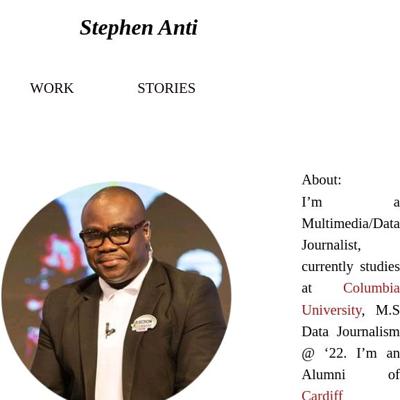 Stephen Anti
WORK STORIES
About:
I’m a
Multimedia/Data
Journalist,
currently studies
at Columbia
University, M.S
Data Journalism
@ ‘22. I’m an
Alumni of
Cardiff